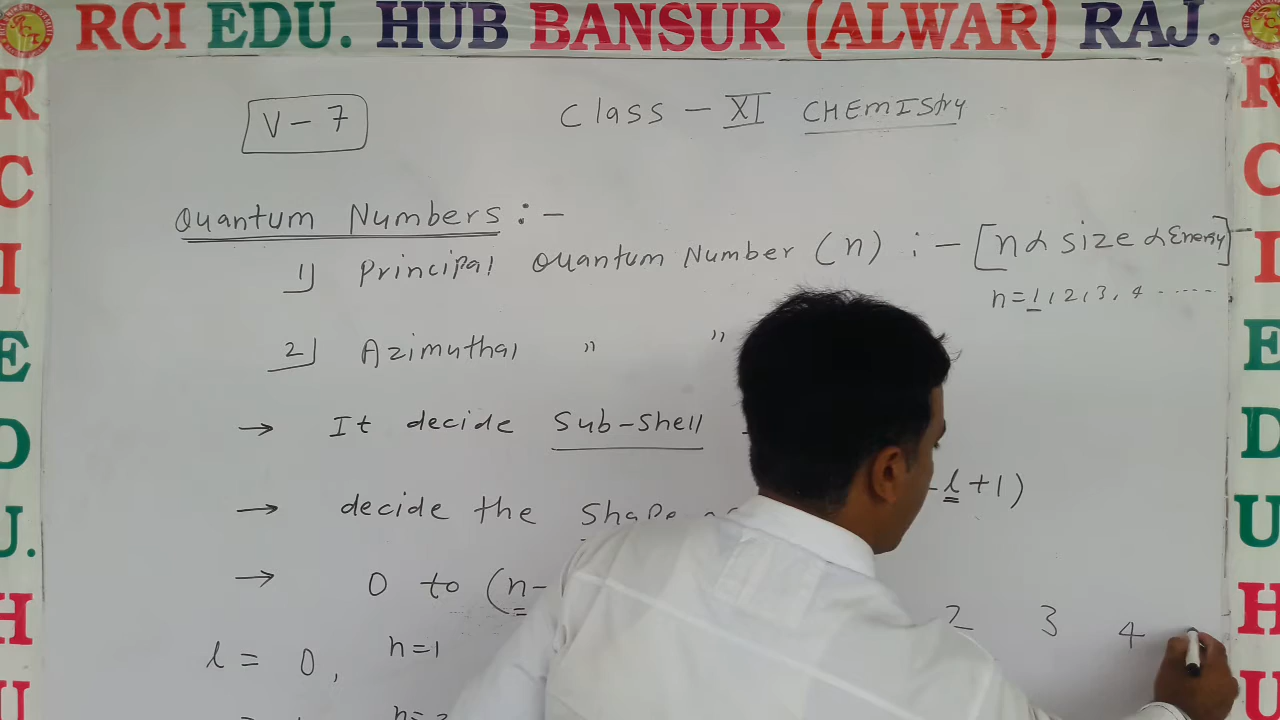 RCI EDU. HUB BANSUR (ALWAR) RAJ.
V-7
Class - XI CHEMIStry
Quantum Numbers :-
1) Principal Quantum Number (n) :- [n α size α Energy]
n = 1, 2, 3, 4 ......
2) Azimuthal " "
→ It decide Sub-Shell
→ decide the Shape
-l+1)
→ 0 to (n-
2 3 4
l = 0, n=1
n=2
R
C
I
E
D
U.
H
U
R
C
I
E
D
U
H
U